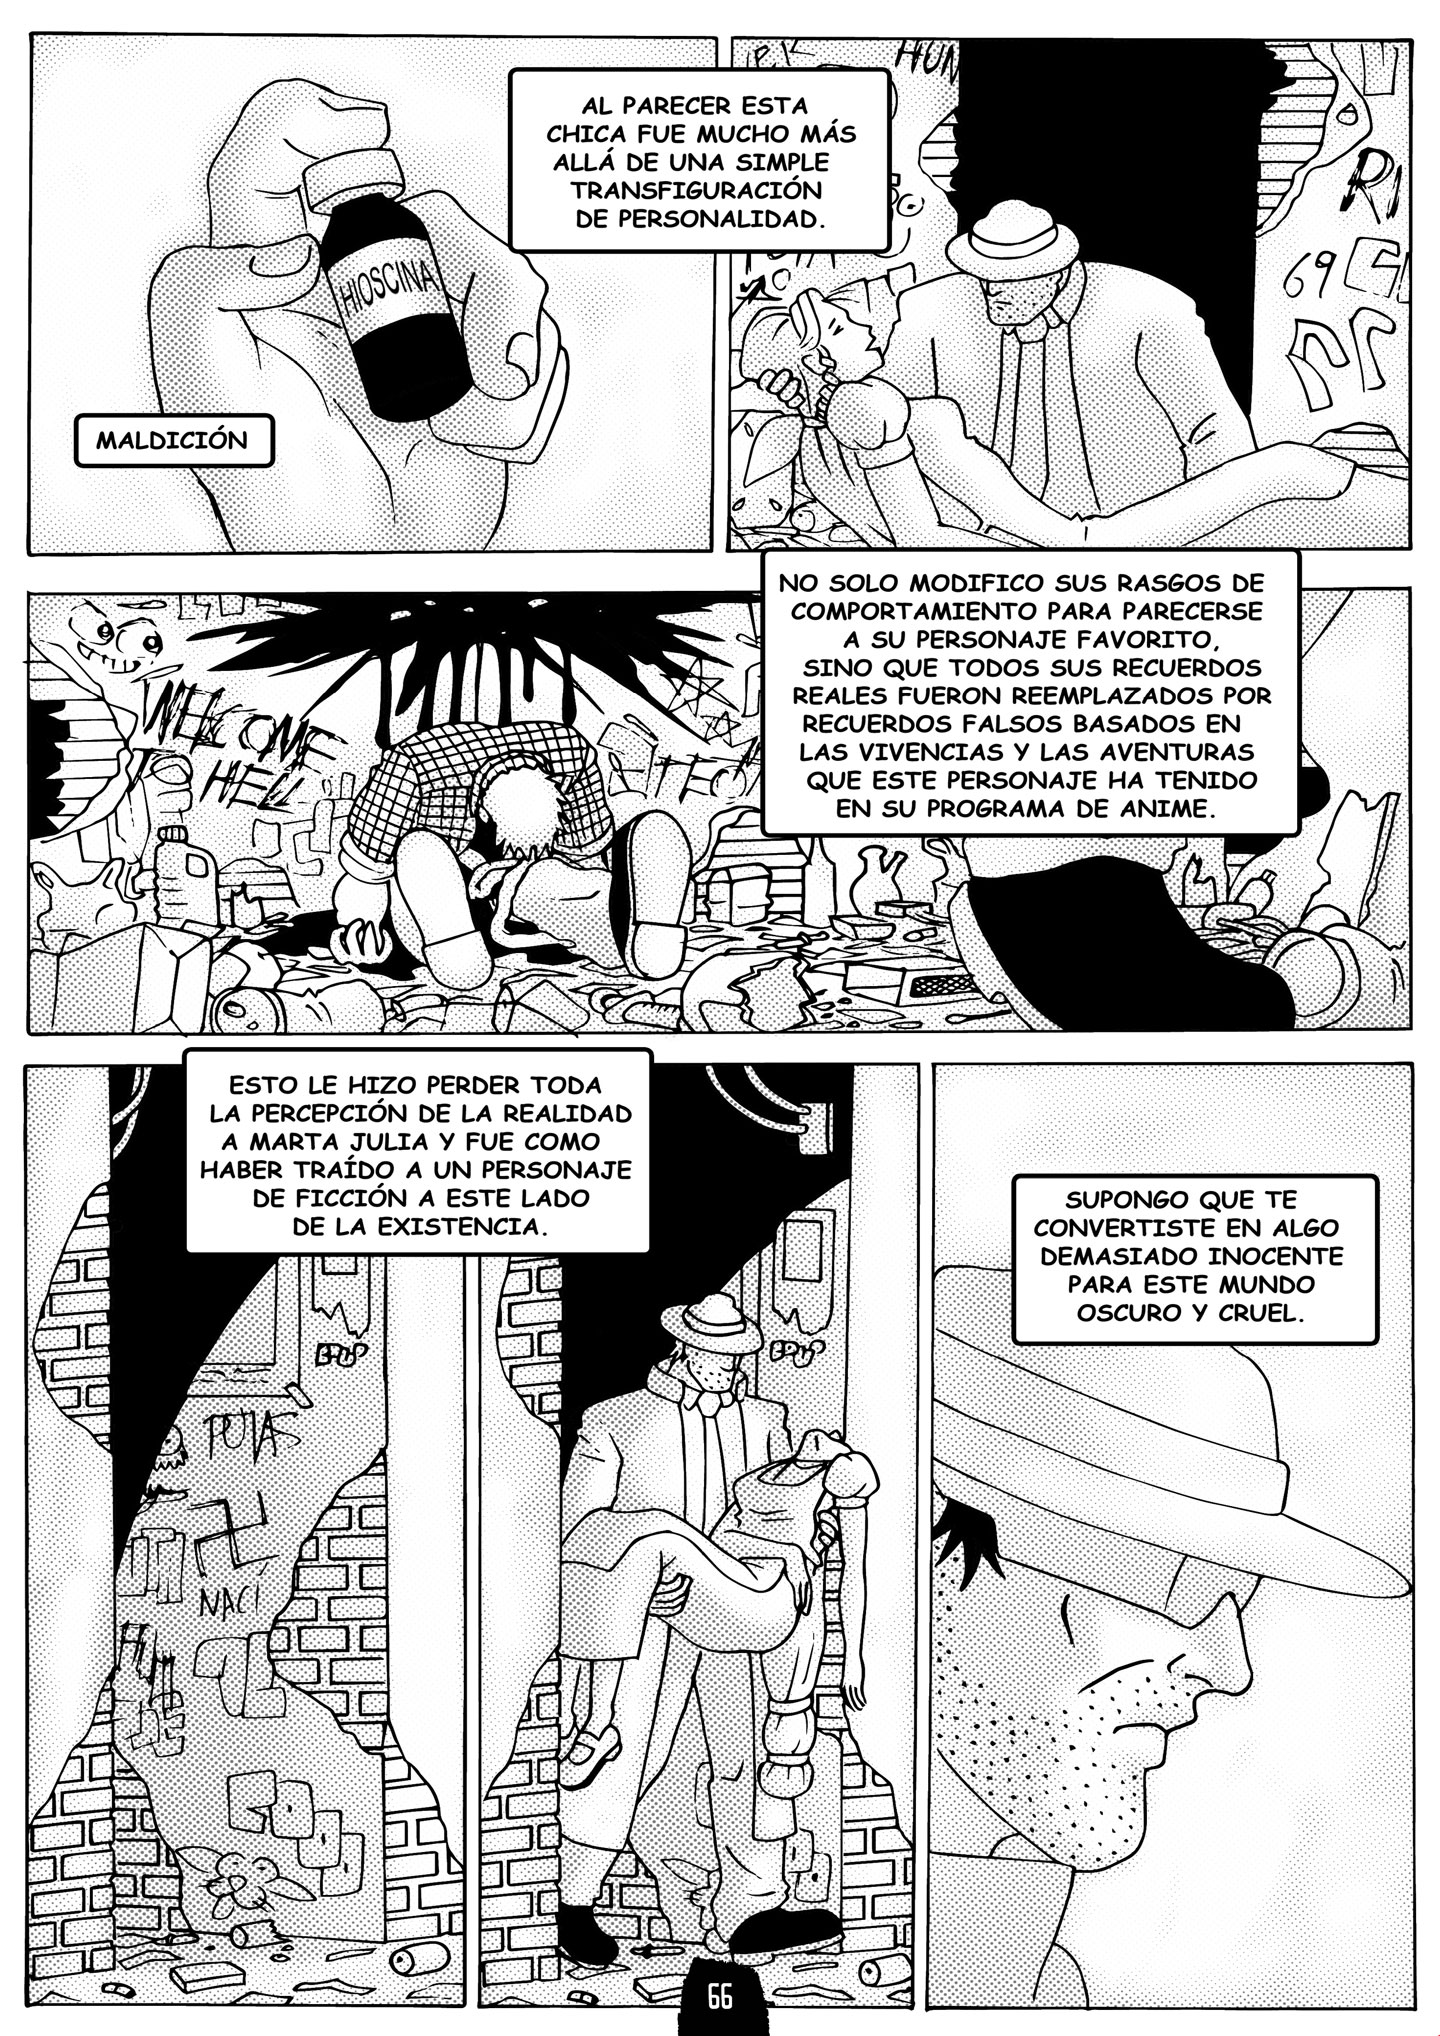 AL PARECER ESTA
CHICA FUE MUCHO MÁS
ALLÁ DE UNA SIMPLE
TRANSFIGURACIÓN
DE PERSONALIDAD.
HIOSCINA
MALDICIÓN
HUN
69
NO SOLO MODIFICO SUS RASGOS DE
COMPORTAMIENTO PARA PARECERSE
A SU PERSONAJE FAVORITO,
SINO QUE TODOS SUS RECUERDOS
REALES FUERON REEMPLAZADOS POR
RECUERDOS FALSOS BASADOS EN
LAS VIVENCIAS Y LAS AVENTURAS
QUE ESTE PERSONAJE HA TENIDO
EN SU PROGRAMA DE ANIME.
WELCOME
TO
HELL
ESTO LE HIZO PERDER TODA
LA PERCEPCIÓN DE LA REALIDAD
A MARTA JULIA Y FUE COMO
HABER TRAÍDO A UN PERSONAJE
DE FICCIÓN A ESTE LADO
DE LA EXISTENCIA.
SUPONGO QUE TE
CONVERTISTE EN ALGO
DEMASIADO INOCENTE
PARA ESTE MUNDO
OSCURO Y CRUEL.
PUTAS
NACI
66